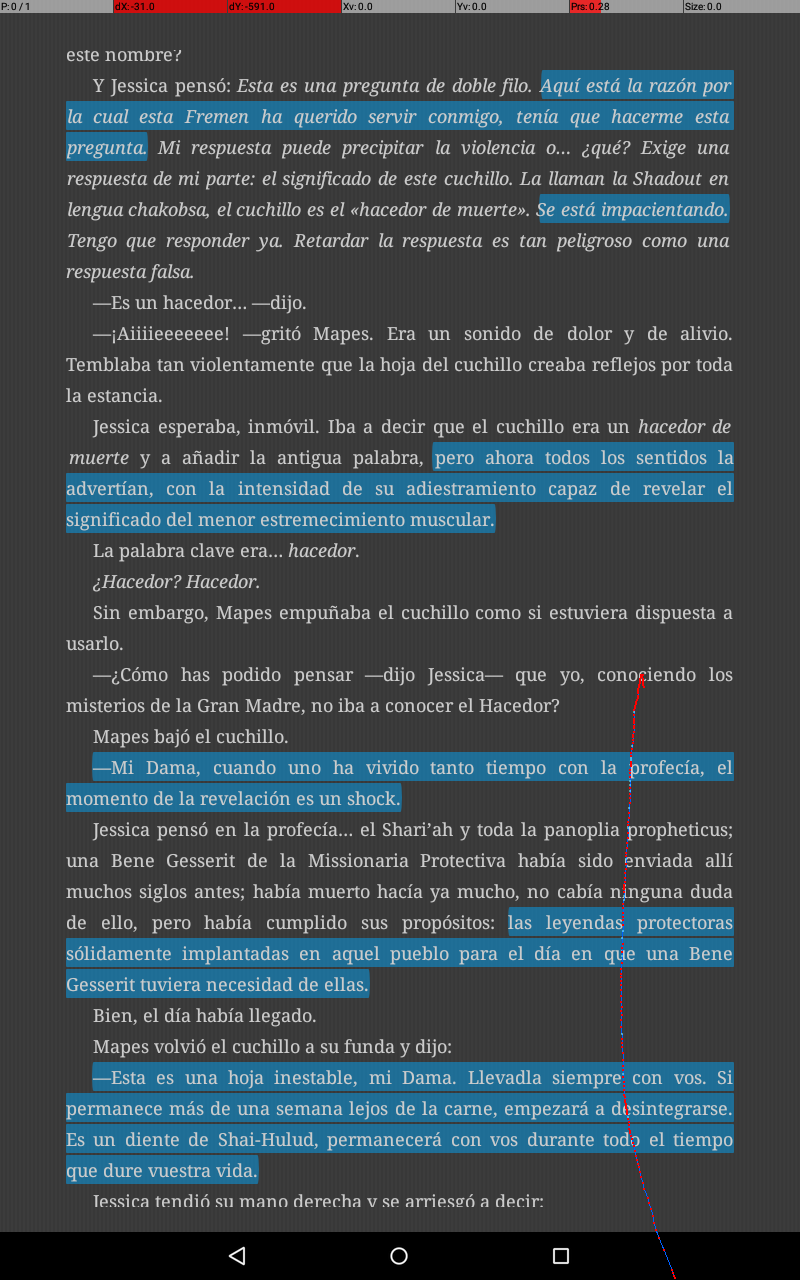 P: 0 / 1 dX: -31.0 dY: -591.0 Xv: 0.0 Yv: 0.0 Prs: 0.28 Size: 0.0
este nombre?
Y Jessica pensó: Esta es una pregunta de doble filo. Aquí está la razón por
la cual esta Fremen ha querido servir conmigo, tenía que hacerme esta
pregunta. Mi respuesta puede precipitar la violencia o… ¿qué? Exige una
respuesta de mi parte: el significado de este cuchillo. La llaman la Shadout en
lengua chakobsa, el cuchillo es el «hacedor de muerte». Se está impacientando.
Tengo que responder ya. Retardar la respuesta es tan peligroso como una
respuesta falsa.
—Es un hacedor… —dijo.
—¡Aiiiieeeeeee! —gritó Mapes. Era un sonido de dolor y de alivio.
Temblaba tan violentamente que la hoja del cuchillo creaba reflejos por toda
la estancia.
Jessica esperaba, inmóvil. Iba a decir que el cuchillo era un hacedor de
muerte y a añadir la antigua palabra, pero ahora todos los sentidos la
advertían, con la intensidad de su adiestramiento capaz de revelar el
significado del menor estremecimiento muscular.
La palabra clave era… hacedor.
¿Hacedor? Hacedor.
Sin embargo, Mapes empuñaba el cuchillo como si estuviera dispuesta a
usarlo.
—¿Cómo has podido pensar —dijo Jessica— que yo, conociendo los
misterios de la Gran Madre, no iba a conocer el Hacedor?
Mapes bajó el cuchillo.
—Mi Dama, cuando uno ha vivido tanto tiempo con la profecía, el
momento de la revelación es un shock.
Jessica pensó en la profecía… el Shari’ah y toda la panoplia propheticus;
una Bene Gesserit de la Missionaria Protectiva había sido enviada allí
muchos siglos antes; había muerto hacía ya mucho, no cabía ninguna duda
de ello, pero había cumplido sus propósitos: las leyendas protectoras
sólidamente implantadas en aquel pueblo para el día en que una Bene
Gesserit tuviera necesidad de ellas.
Bien, el día había llegado.
Mapes volvió el cuchillo a su funda y dijo:
—Esta es una hoja inestable, mi Dama. Llevadla siempre con vos. Si
permanece más de una semana lejos de la carne, empezará a desintegrarse.
Es un diente de Shai-Hulud, permanecerá con vos durante todo el tiempo
que dure vuestra vida.
Jessica tendió su mano derecha y se arriesgó a decir: